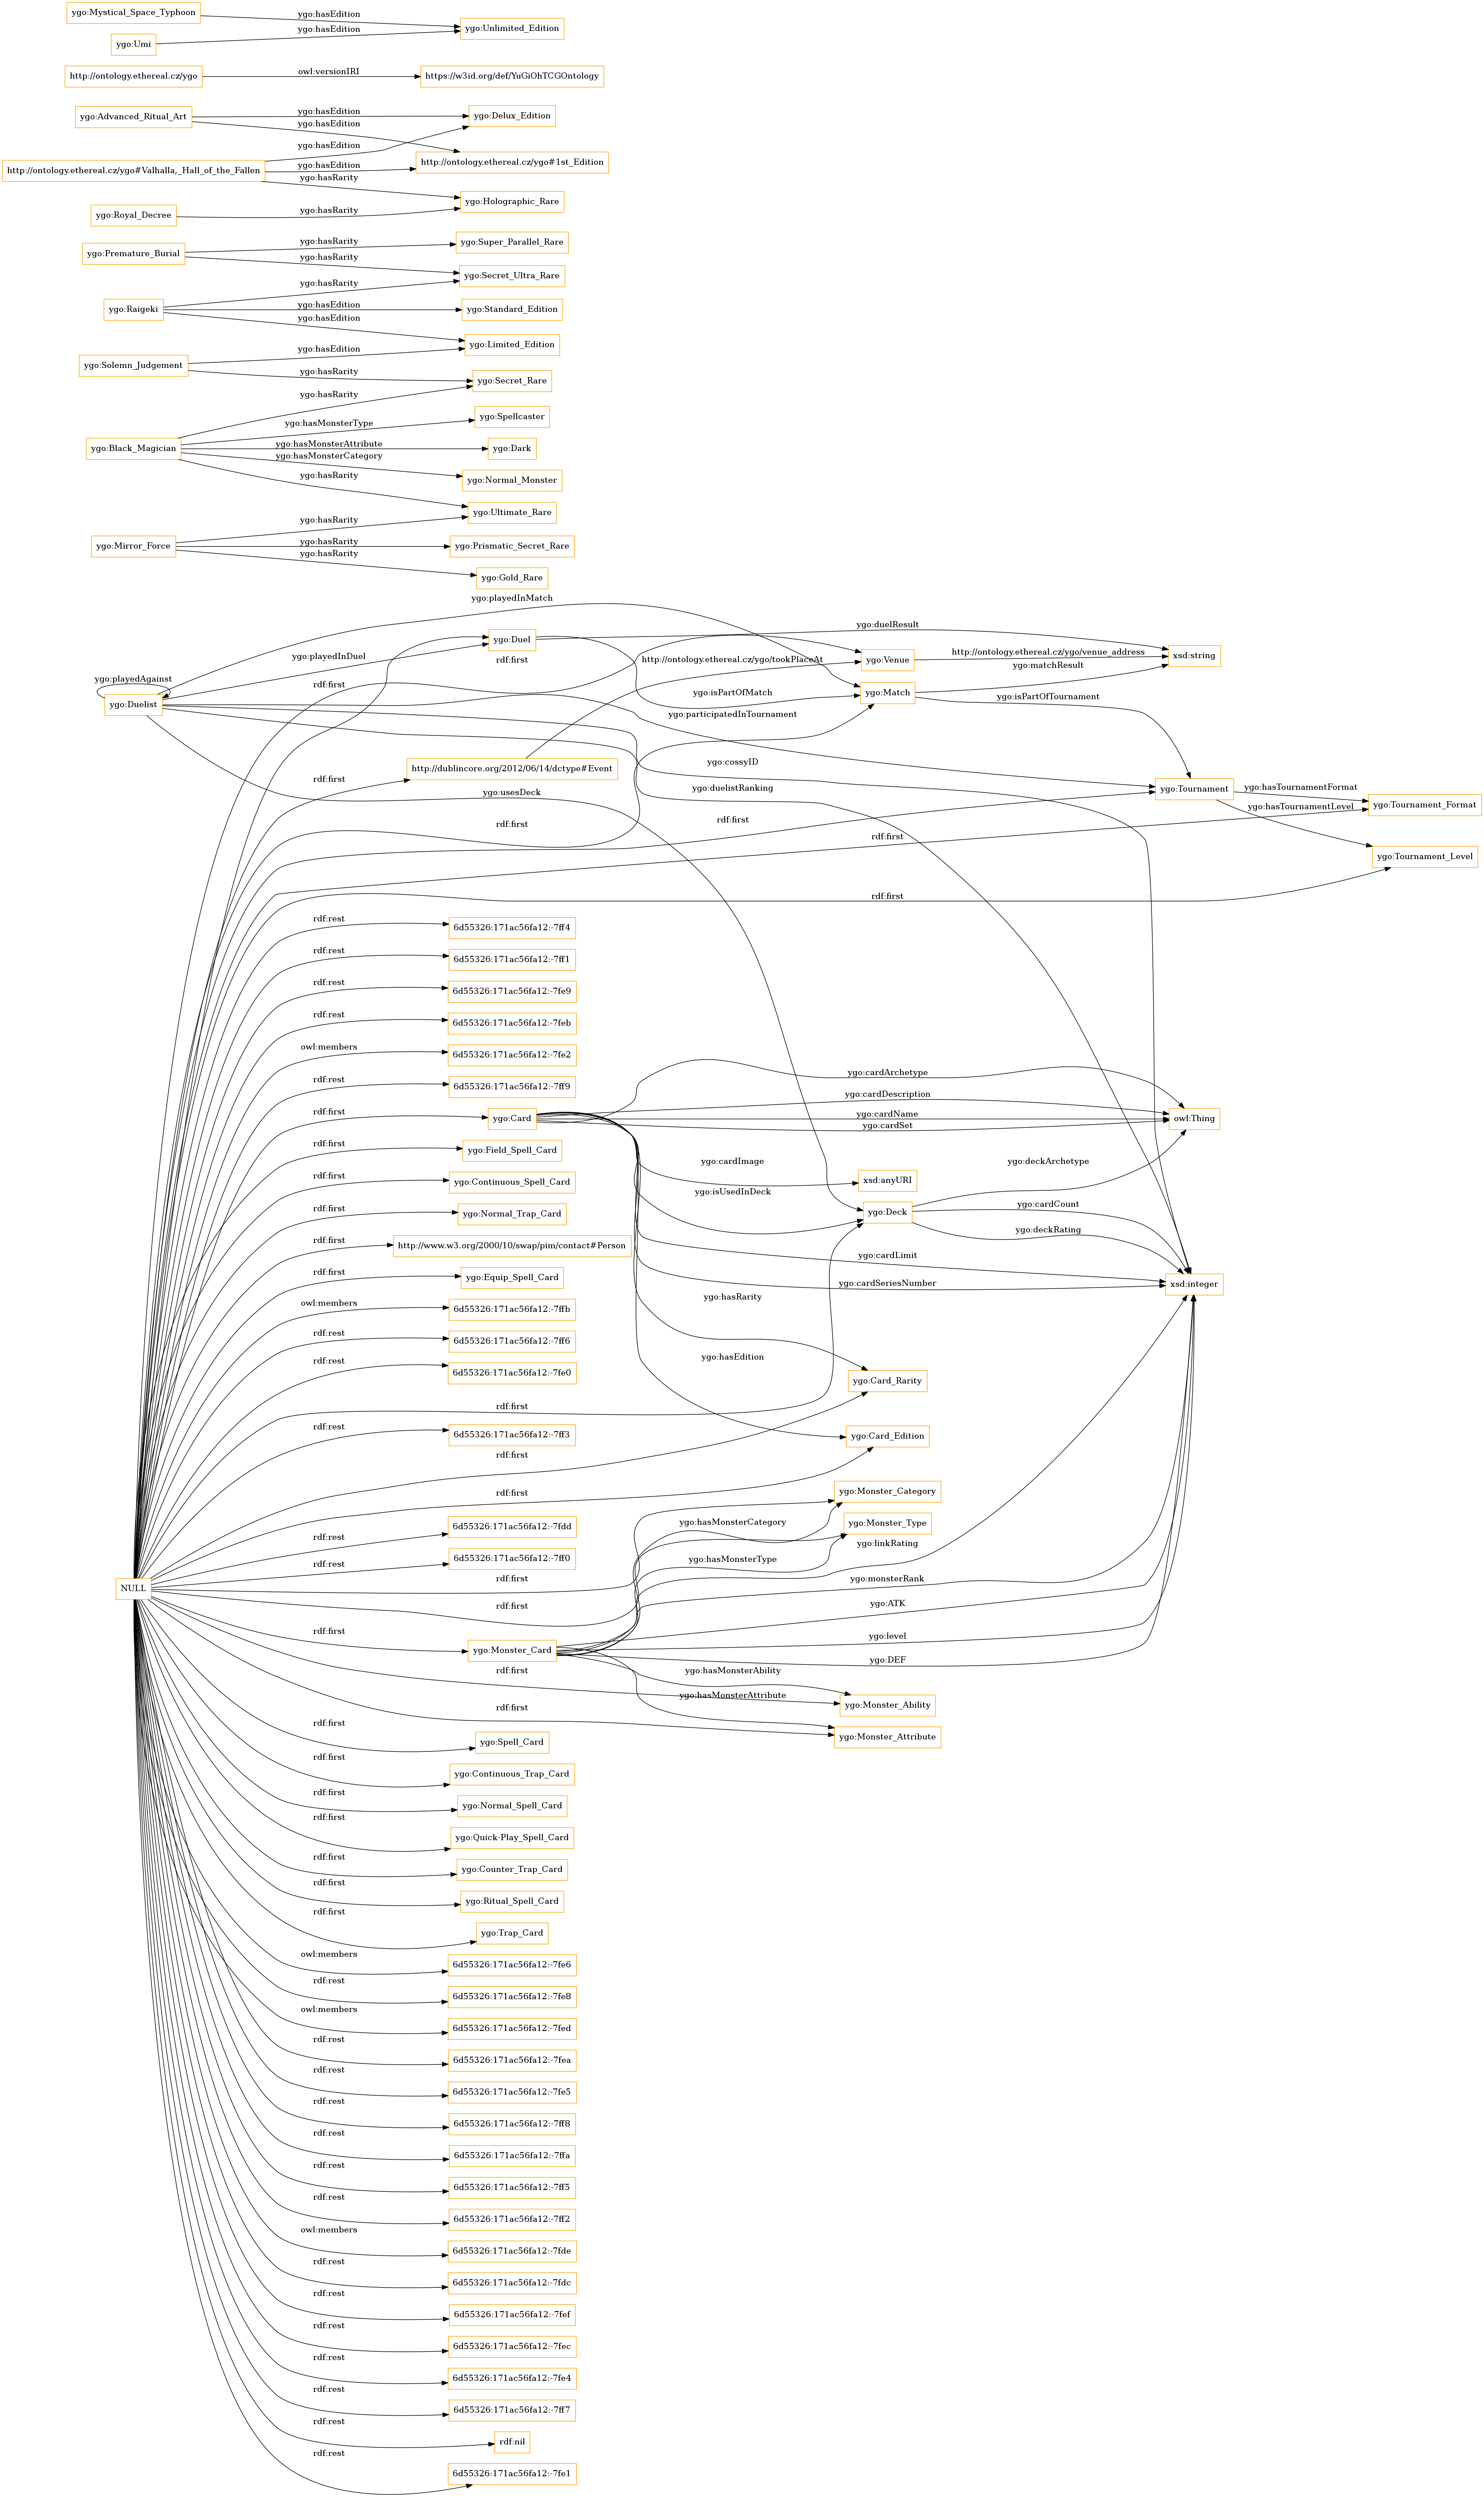 ygo:Mystical_Space_Typhoon
ygo:hasEdition
ygo:Unlimited_Edition
ygo:hasEdition
ygo:Umi
http://ontology.ethereal.cz/ygo
owl:versionIRI
https://w3id.org/def/YuGiOhTCGOntology
ygo:Advanced_Ritual_Art
ygo:hasEdition
ygo:Delux_Edition
ygo:hasEdition
ygo:hasEdition
http://ontology.ethereal.cz/ygo#1st_Edition
http://ontology.ethereal.cz/ygo#Valhalla,_Hall_of_the_Fallen
ygo:hasEdition
ygo:hasRarity
ygo:Holographic_Rare
ygo:Royal_Decree
ygo:hasRarity
ygo:Premature_Burial
ygo:hasRarity
ygo:Super_Parallel_Rare
ygo:hasRarity
ygo:Secret_Ultra_Rare
ygo:hasRarity
ygo:Raigeki
ygo:hasEdition
ygo:Standard_Edition
ygo:hasEdition
ygo:Limited_Edition
ygo:hasEdition
ygo:Solemn_Judgement
ygo:hasRarity
ygo:Secret_Rare
ygo:hasRarity
ygo:Spellcaster
ygo:hasMonsterType
ygo:Black_Magician
ygo:hasMonsterAttribute
ygo:Dark
ygo:hasMonsterCategory
ygo:Normal_Monster
ygo:hasRarity
ygo:Ultimate_Rare
ygo:hasRarity
ygo:Mirror_Force
ygo:hasRarity
ygo:Prismatic_Secret_Rare
ygo:hasRarity
ygo:Gold_Rare
ygo:playedInMatch
ygo:Duel
ygo:duelResult
ygo:playedInDuel
rdf:first
http://ontology.ethereal.cz/ygo/tookPlaceAt
ygo:Venue
http://ontology.ethereal.cz/ygo/venue_address
xsd:string
ygo:matchResult
ygo:playedAgainst
ygo:Duelist
rdf:first
ygo:isPartOfMatch
ygo:Match
ygo:isPartOfTournament
ygo:participatedInTournament
rdf:first
http://dublincore.org/2012/06/14/dctype#Event
ygo:cossyID
ygo:usesDeck
ygo:duelistRanking
ygo:Tournament
ygo:hasTournamentFormat
ygo:Tournament_Format
ygo:hasTournamentLevel
rdf:first
rdf:first
rdf:first
ygo:Tournament_Level
rdf:first
rdf:rest
6d55326:171ac56fa12:-7ff4
rdf:rest
6d55326:171ac56fa12:-7ff1
rdf:rest
6d55326:171ac56fa12:-7fe9
rdf:rest
6d55326:171ac56fa12:-7feb
owl:members
6d55326:171ac56fa12:-7fe2
rdf:rest
6d55326:171ac56fa12:-7ff9
ygo:cardArchetype
ygo:cardDescription
rdf:first
ygo:Card
ygo:cardName
owl:Thing
ygo:cardSet
rdf:first
ygo:Field_Spell_Card
ygo:cardImage
xsd:anyURI
ygo:deckArchetype
rdf:first
ygo:Continuous_Spell_Card
ygo:isUsedInDeck
ygo:Deck
ygo:cardCount
ygo:deckRating
rdf:first
ygo:Normal_Trap_Card
rdf:first
http://www.w3.org/2000/10/swap/pim/contact#Person
ygo:cardLimit
rdf:first
ygo:Equip_Spell_Card
ygo:cardSeriesNumber
xsd:integer
owl:members
6d55326:171ac56fa12:-7ffb
ygo:hasRarity
rdf:rest
6d55326:171ac56fa12:-7ff6
ygo:hasEdition
rdf:rest
6d55326:171ac56fa12:-7fe0
ygo:Card_Rarity
rdf:first
rdf:rest
6d55326:171ac56fa12:-7ff3
ygo:Card_Edition
rdf:first
rdf:first
ygo:Monster_Category
rdf:rest
6d55326:171ac56fa12:-7fdd
ygo:hasMonsterCategory
ygo:Monster_Type
rdf:rest
6d55326:171ac56fa12:-7ff0
ygo:hasMonsterType
ygo:linkRating
NULL
rdf:first
ygo:monsterRank
rdf:first
ygo:ATK
rdf:first
ygo:Monster_Card
ygo:level
ygo:DEF
rdf:first
ygo:hasMonsterAbility
ygo:Monster_Ability
ygo:hasMonsterAttribute
rdf:first
ygo:Monster_Attribute
rdf:first
ygo:Spell_Card
rdf:first
ygo:Continuous_Trap_Card
rdf:first
ygo:Normal_Spell_Card
rdf:first
ygo:Quick-Play_Spell_Card
rdf:first
ygo:Counter_Trap_Card
rdf:first
ygo:Ritual_Spell_Card
rdf:first
ygo:Trap_Card
owl:members
6d55326:171ac56fa12:-7fe6
rdf:rest
6d55326:171ac56fa12:-7fe8
owl:members
6d55326:171ac56fa12:-7fed
rdf:rest
6d55326:171ac56fa12:-7fea
rdf:rest
6d55326:171ac56fa12:-7fe5
rdf:rest
6d55326:171ac56fa12:-7ff8
rdf:rest
6d55326:171ac56fa12:-7ffa
rdf:rest
6d55326:171ac56fa12:-7ff5
rdf:rest
6d55326:171ac56fa12:-7ff2
owl:members
6d55326:171ac56fa12:-7fde
rdf:rest
6d55326:171ac56fa12:-7fdc
rdf:rest
6d55326:171ac56fa12:-7fef
rdf:rest
6d55326:171ac56fa12:-7fec
rdf:rest
6d55326:171ac56fa12:-7fe4
rdf:rest
6d55326:171ac56fa12:-7ff7
rdf:rest
rdf:nil
rdf:rest
6d55326:171ac56fa12:-7fe1